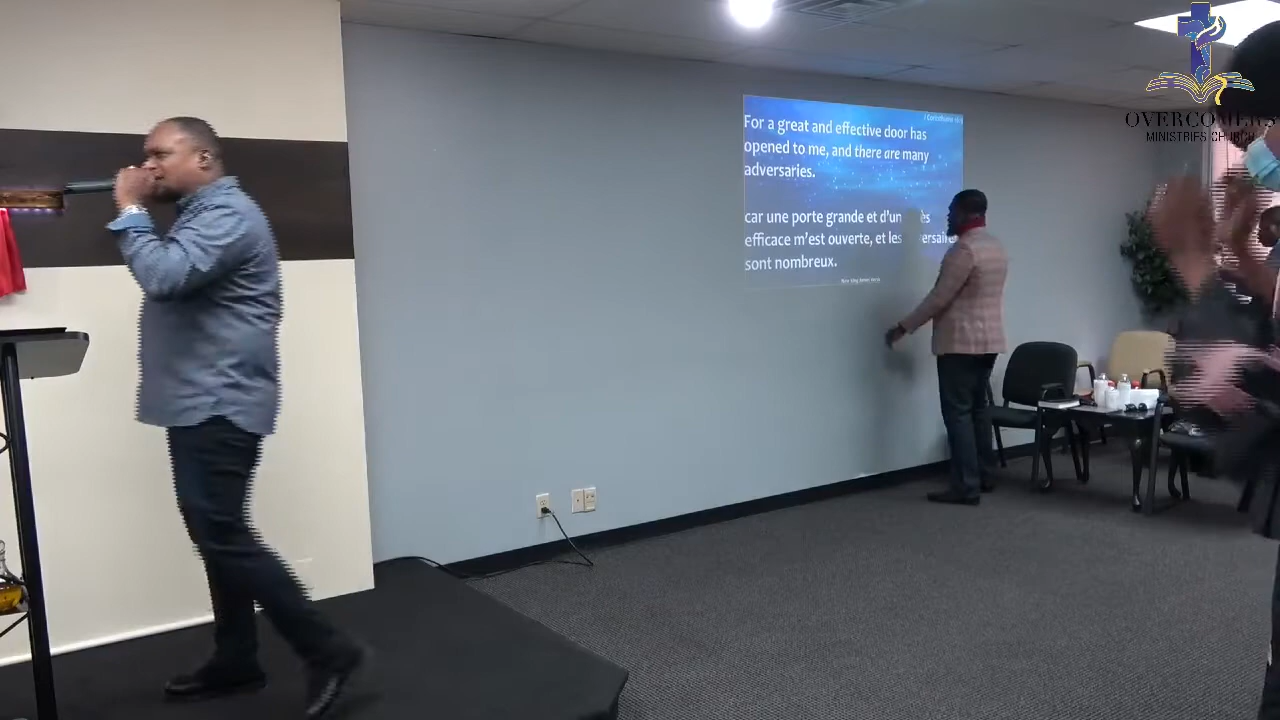 For a great and effective door has
opened to me, and there are many
adversaries.
car une porte grande et d'un
efficace m'est ouverte, et les
sont nombreux.
OVERCOMERS
MINISTRIES CHURCH